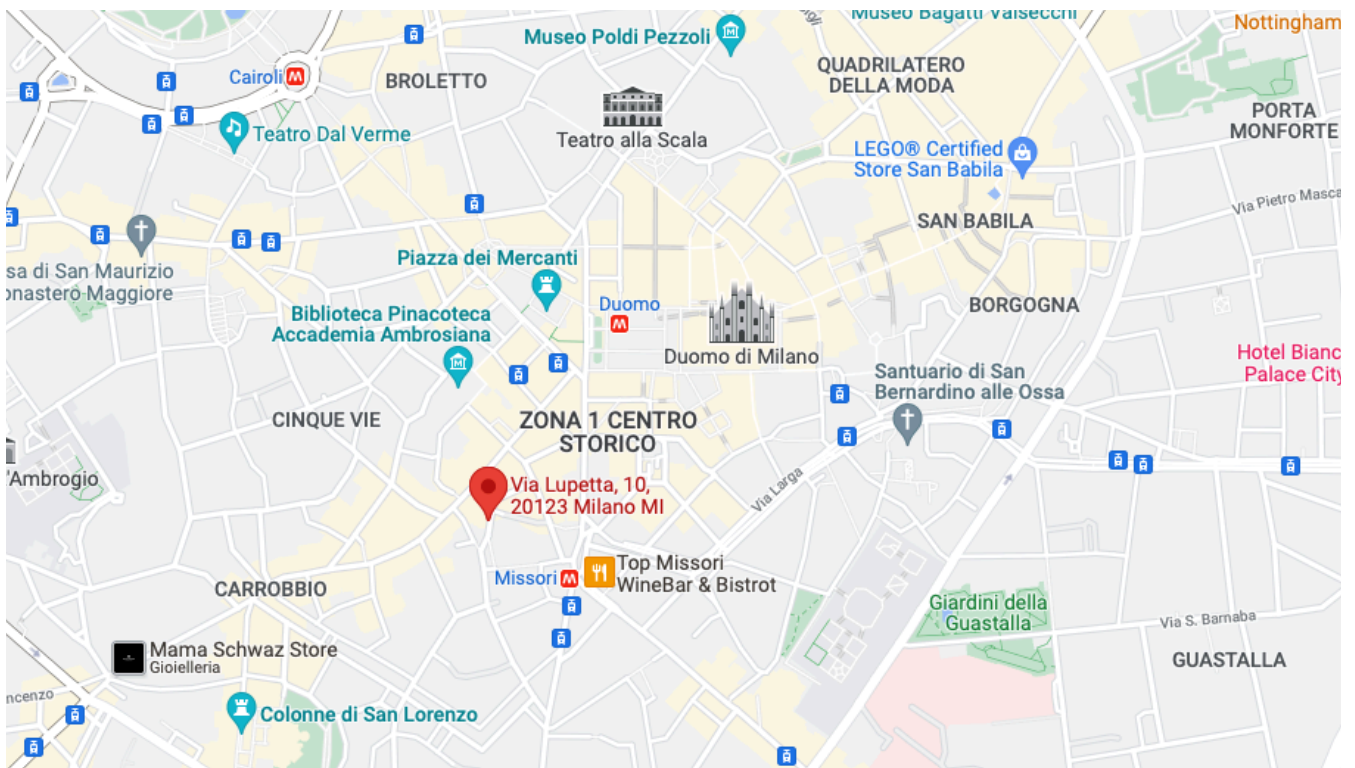 Museo Bagatti Valsecchi
Nottingham
Museo Poldi Pezzoli
QUADRILATERO
DELLA MODA
Cairoli
BROLETTO
PORTA
MONFORTE
Teatro Dal Verme
Teatro alla Scala
LEGO® Certified
Store San Babila
Via Pietro Masca
SAN BABILA
Piazza dei Mercanti
sa di San Maurizio
onastero Maggiore
Duomo
BORGOGNA
Biblioteca Pinacoteca
Accademia Ambrosiana
Duomo di Milano
Hotel Bianc
Palace City
Santuario di San
Bernardino alle Ossa
CINQUE VIE
ZONA 1 CENTRO
STORICO
'Ambrogio
Via Lupetta, 10,
20123 Milano MI
Via Larga
Missori
Top Missori
WineBar & Bistrot
CARROBBIO
Giardini della
Guastalla
Via S. Barnaba
Mama Schwaz Store
Gioielleria
GUASTALLA
ncenzo
Colonne di San Lorenzo